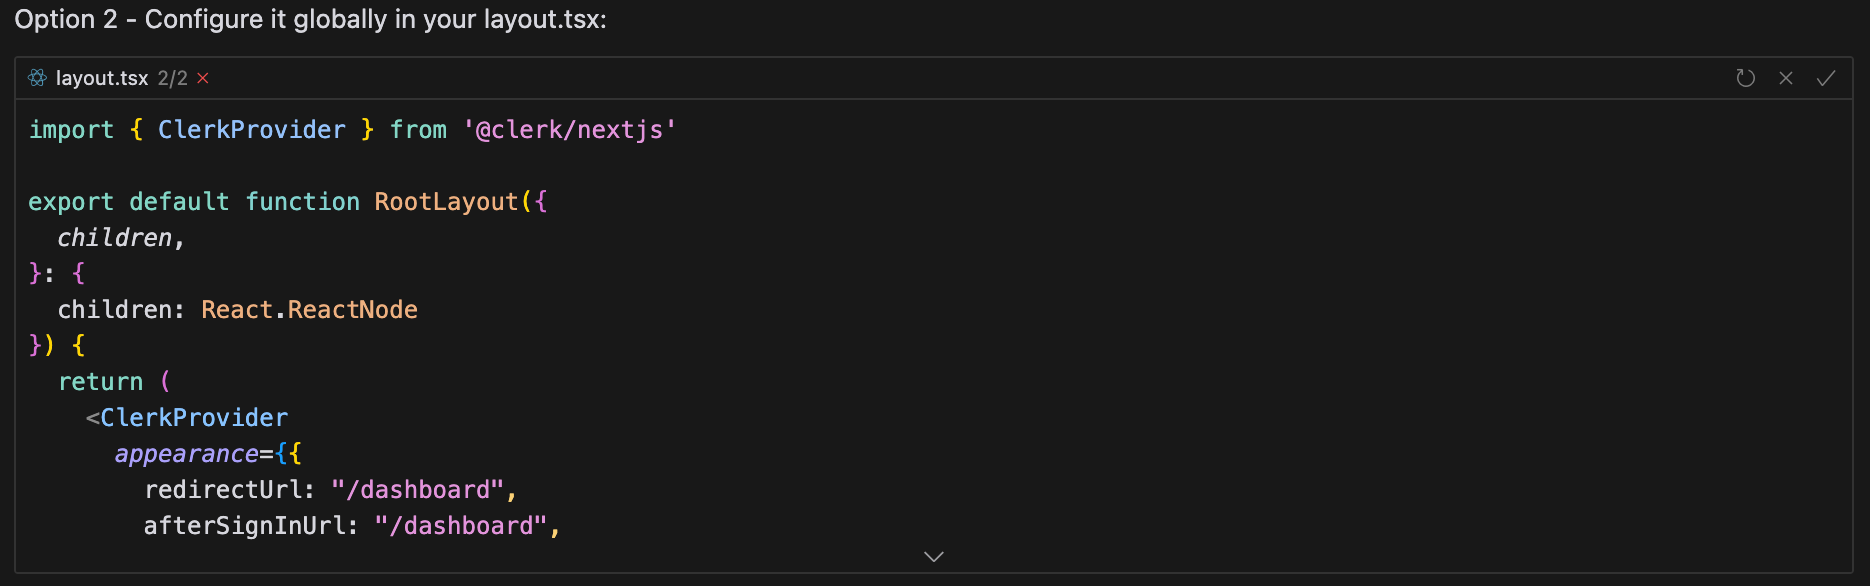 Option 2 - Configure it globally in your layout.tsx:
layout.tsx 2/2
import { ClerkProvider } from '@clerk/nextjs'
export default function RootLayout({
children,
}: {
children: React.ReactNode
}) {
return (
<ClerkProvider
appearance={{
redirectUrl: "/dashboard",
afterSignInUrl: "/dashboard",